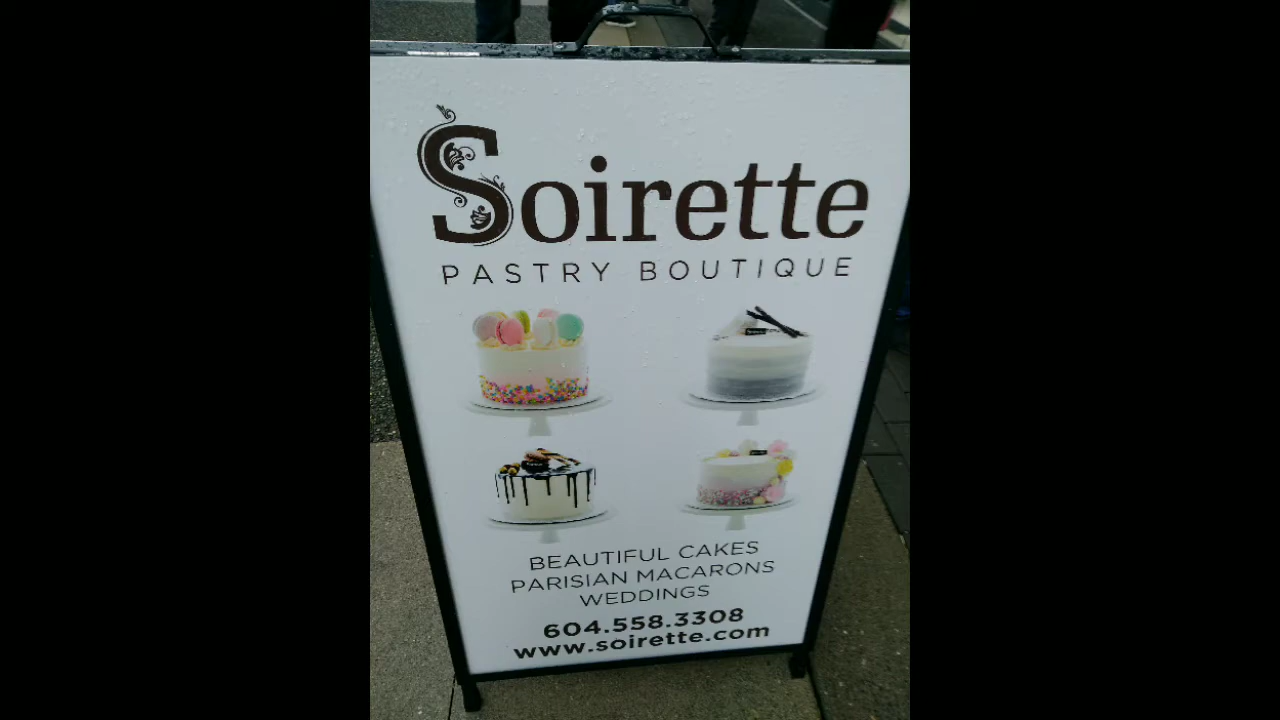 Soirette
PASTRY BOUTIQUE
BEAUTIFUL CAKES
PARISIAN MACARONS
WEDDINGS
604.558.3308
www.soirette.com